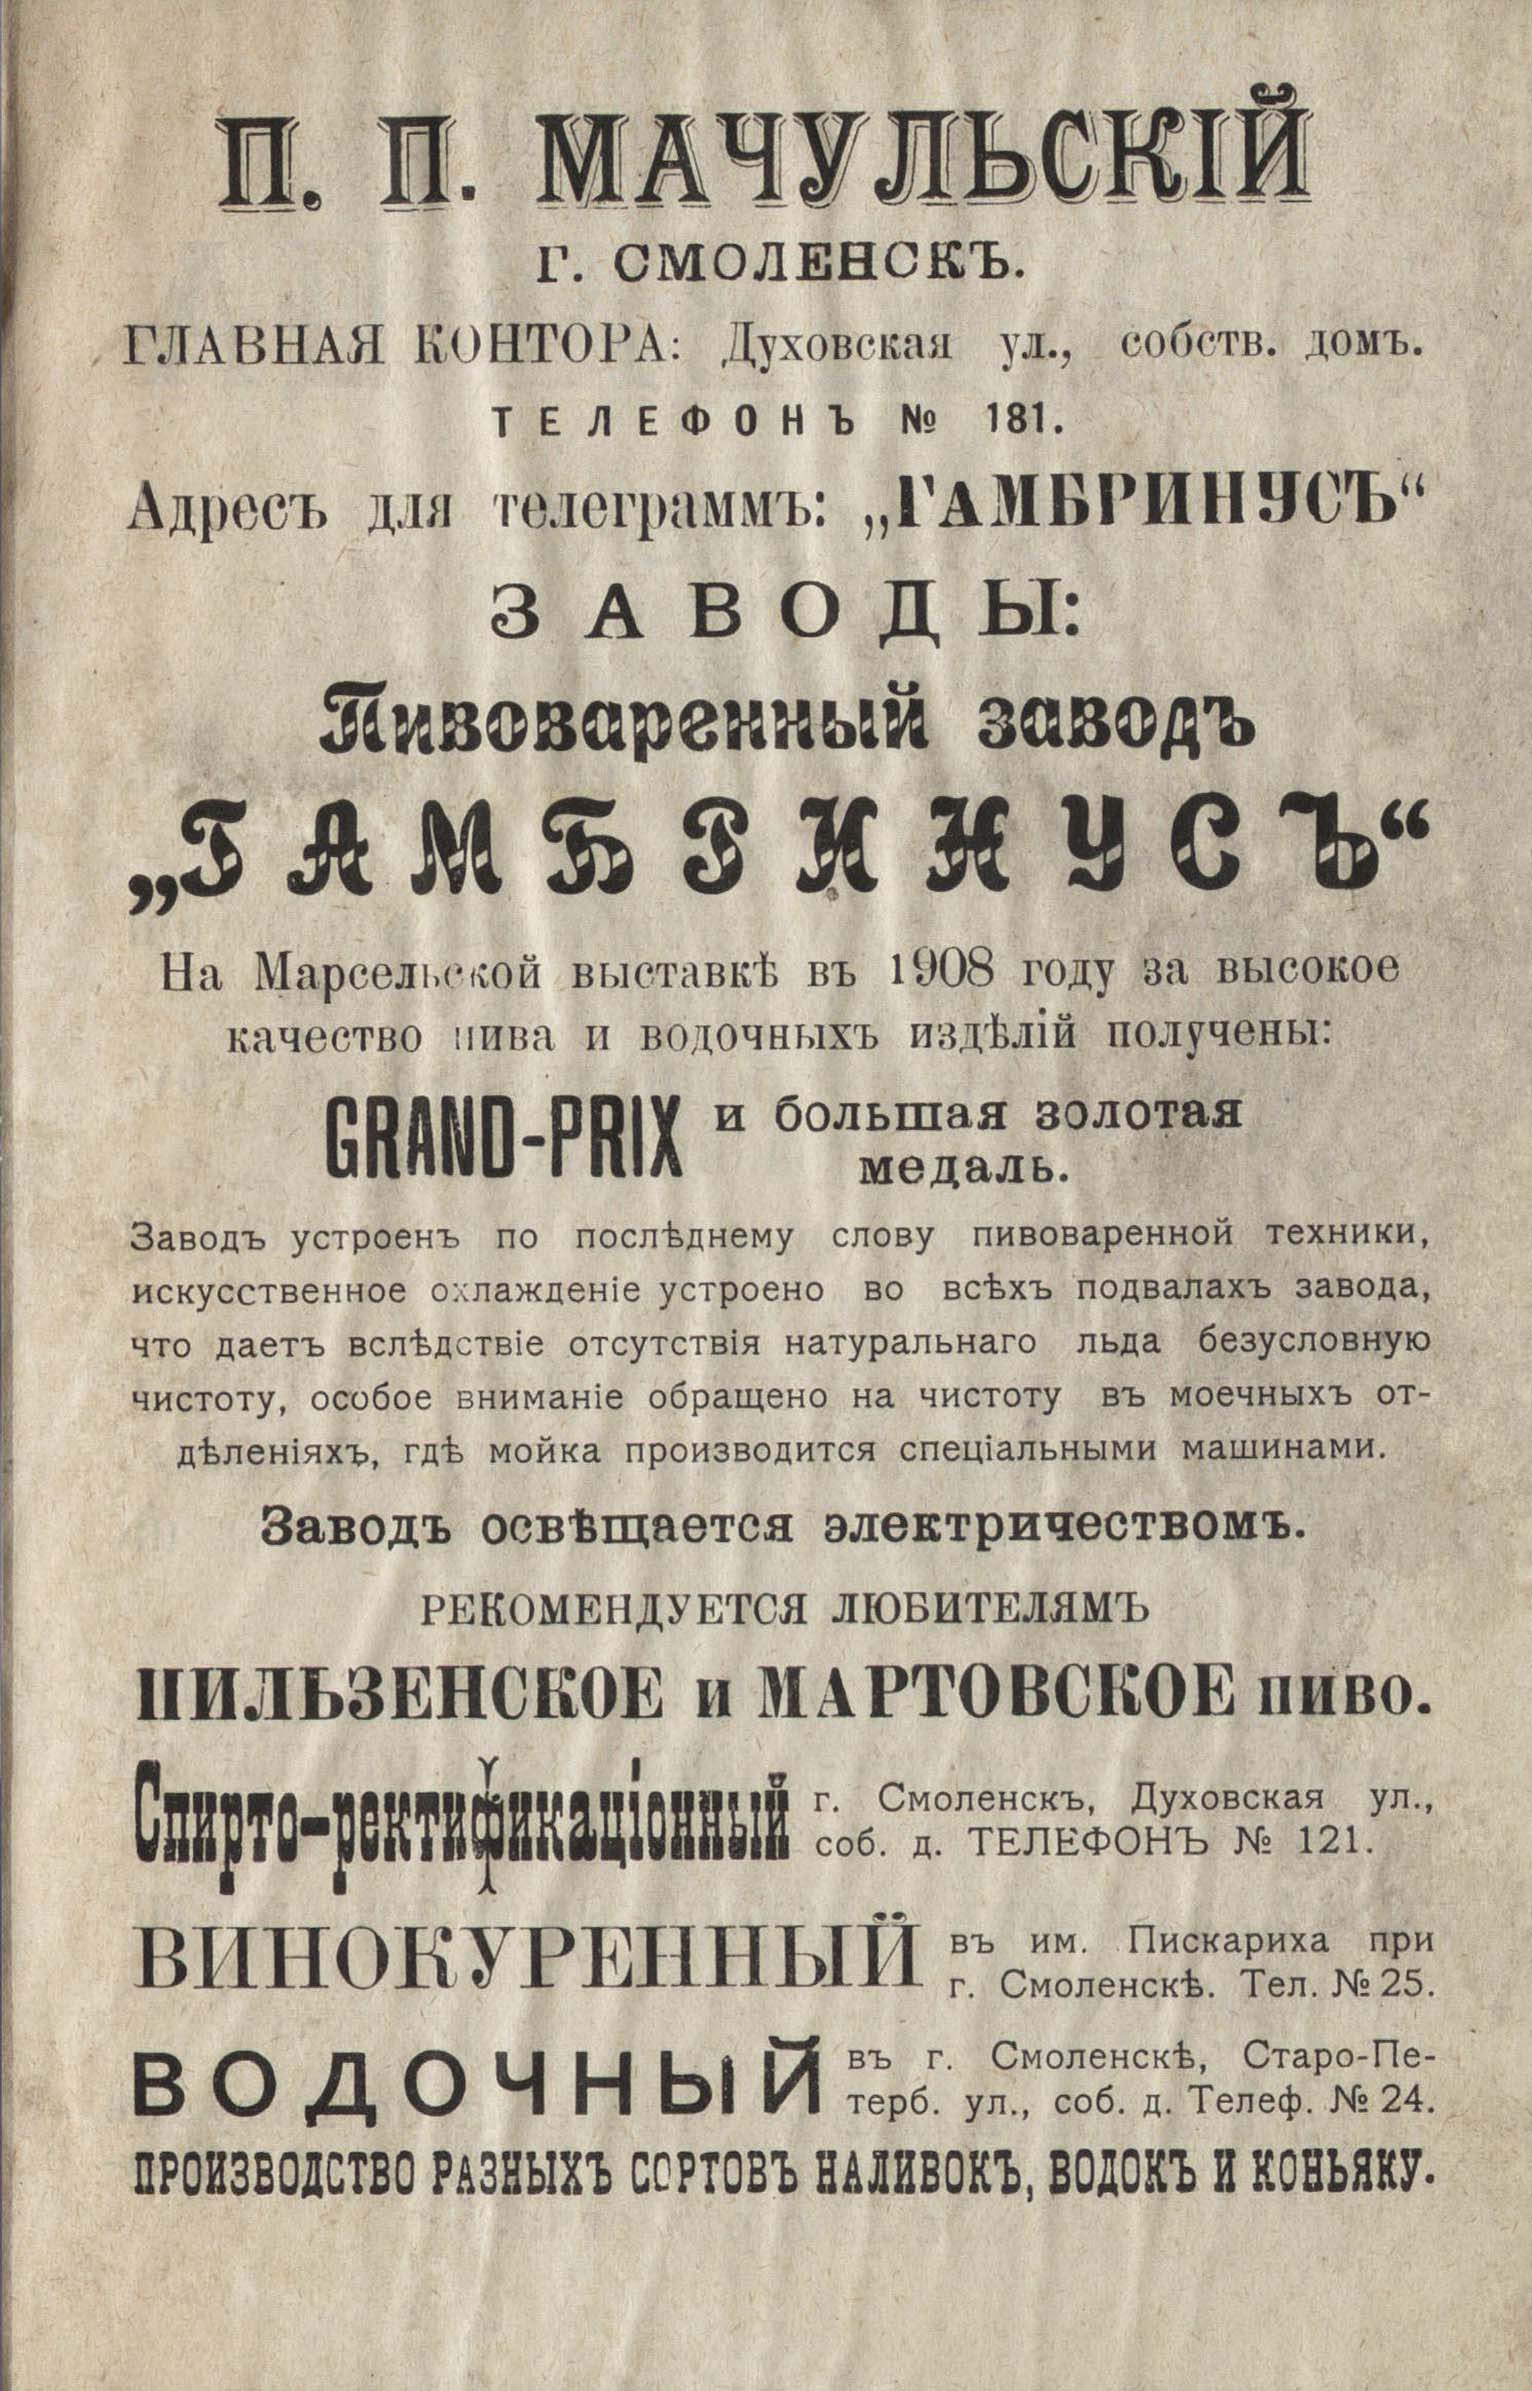 П. П. МАЧУЛЬСКІЙ
г. СМОЛЕНСКЪ.
ГЛАВНАЯ КОНТОРА: Духовская ул., собств. домъ.
ТЕЛЕФОНЪ № 181.
Адресъ для телеграммъ: „ГАМБРИНУСЪ“
ЗАВОДЫ:
Пивоваренный заводъ
„ГАМБРИНУСЪ“
На Марсельской выставкѣ въ 1908 году за высокое
качество пива и водочныхъ издѣлій получены:
GRAND-PRIX и большая золотая
медаль.
Заводъ устроенъ по послѣднему слову пивоваренной техники,
искусственное охлажденіе устроено во всѣхъ подвалахъ завода,
что даетъ вслѣдствіе отсутствія натуральнаго льда безусловную
чистоту, особое вниманіе обращено на чистоту въ моечныхъ от-
дѣленіяхъ, гдѣ мойка производится спеціальными машинами.
Заводъ освѣщается электричествомъ.
РЕКОМЕНДУЕТСЯ ЛЮБИТЕЛЯМЪ
ПИЛЬЗЕНСКОЕ и МАРТОВСКОЕ пиво.
Спирто-ректификаціонный
г. Смоленскъ, Духовская ул.,
соб. д. ТЕЛЕФОНЪ № 121.
ВИНОКУРЕННЫЙ
въ им. Пискариха при
г. Смоленскѣ. Тел. № 25.
ВОДОЧНЫЙ
въ г. Смоленскѣ, Старо-Пе-
терб. ул., соб. д. Телеф. № 24.
ПРОИЗВОДСТВО РАЗНЫХЪ СОРТОВЪ НАЛИВОКЪ, ВОДОКЪ И КОНЬЯКУ.